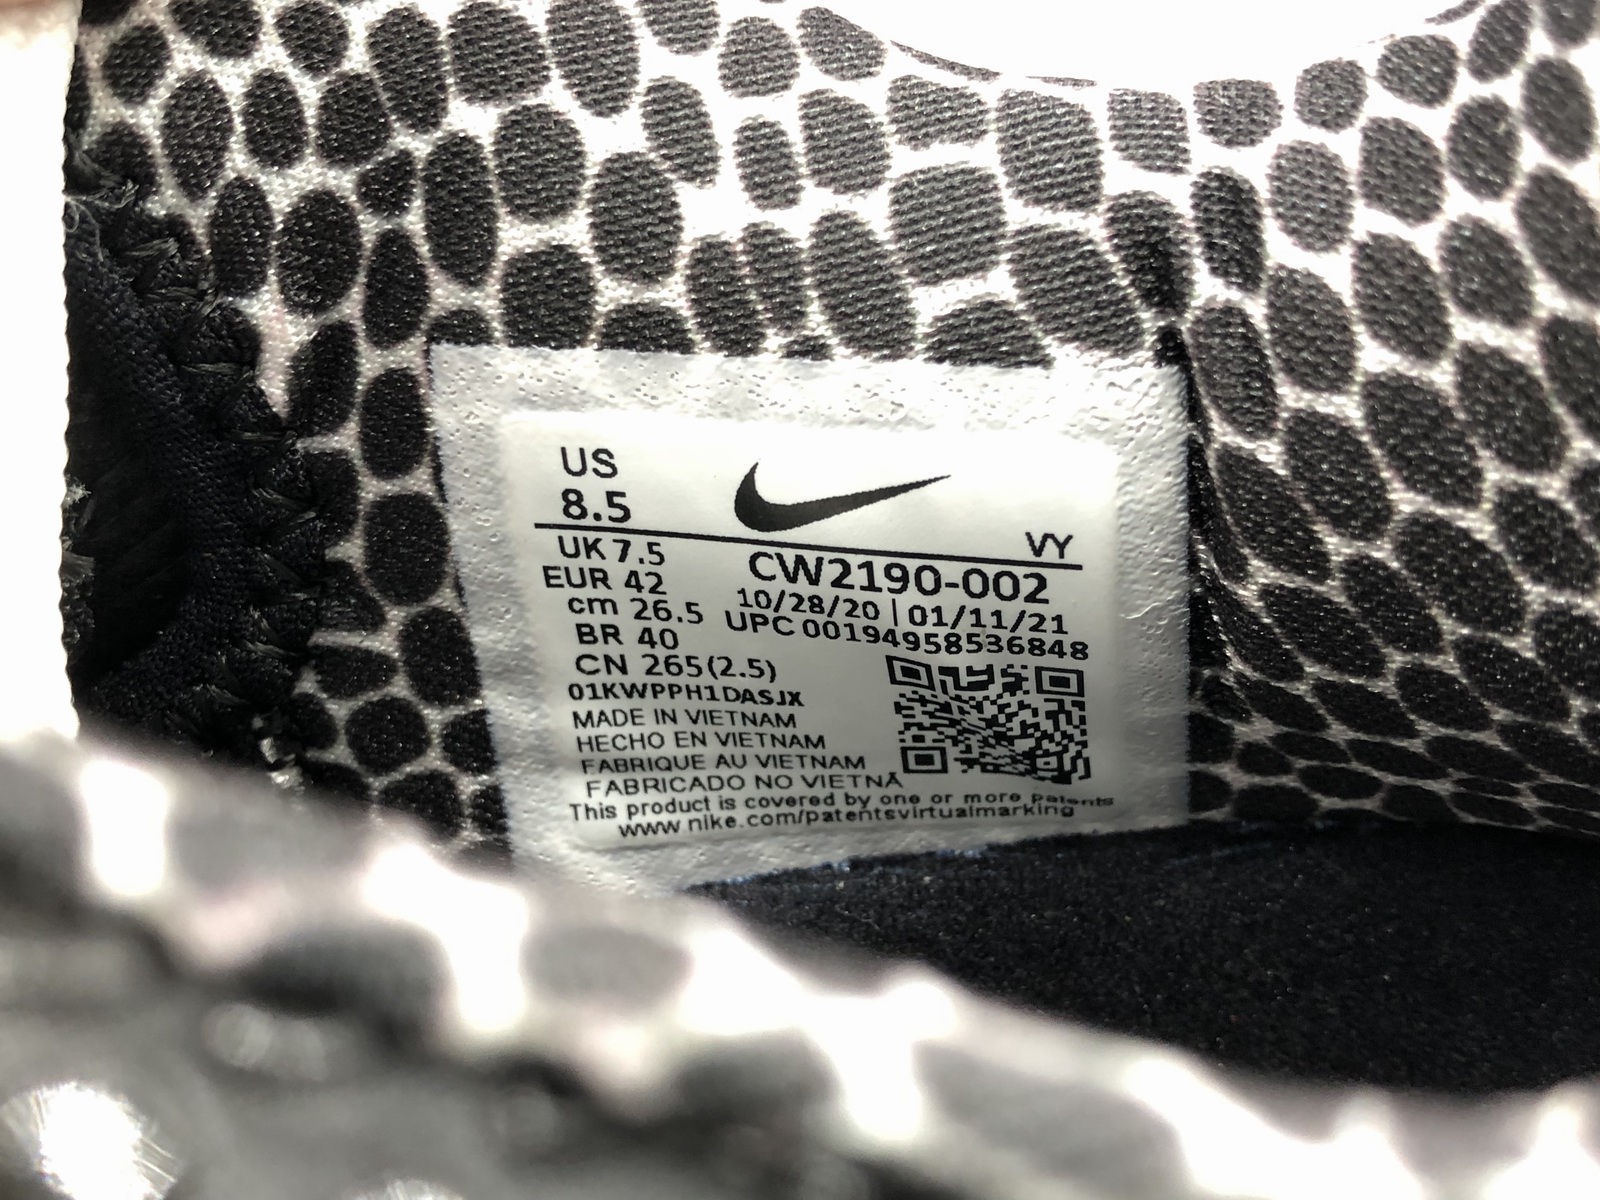 US
8.5
VY
UK 7.5
EUR 42
cm 26.5
BR 40
CN 265(2.5)
CW2190-002
10/28/20 | 01/11/21
UPC 00194958536848
01KWPPH1DASJX
MADE IN VIETNAM
HECHO EN VIETNAM
FABRIQUE AU VIETNAM
FABRICADO NO VIETNÃ
This product is covered by one or more patents
www.nike.com/patentsvirtualmarking